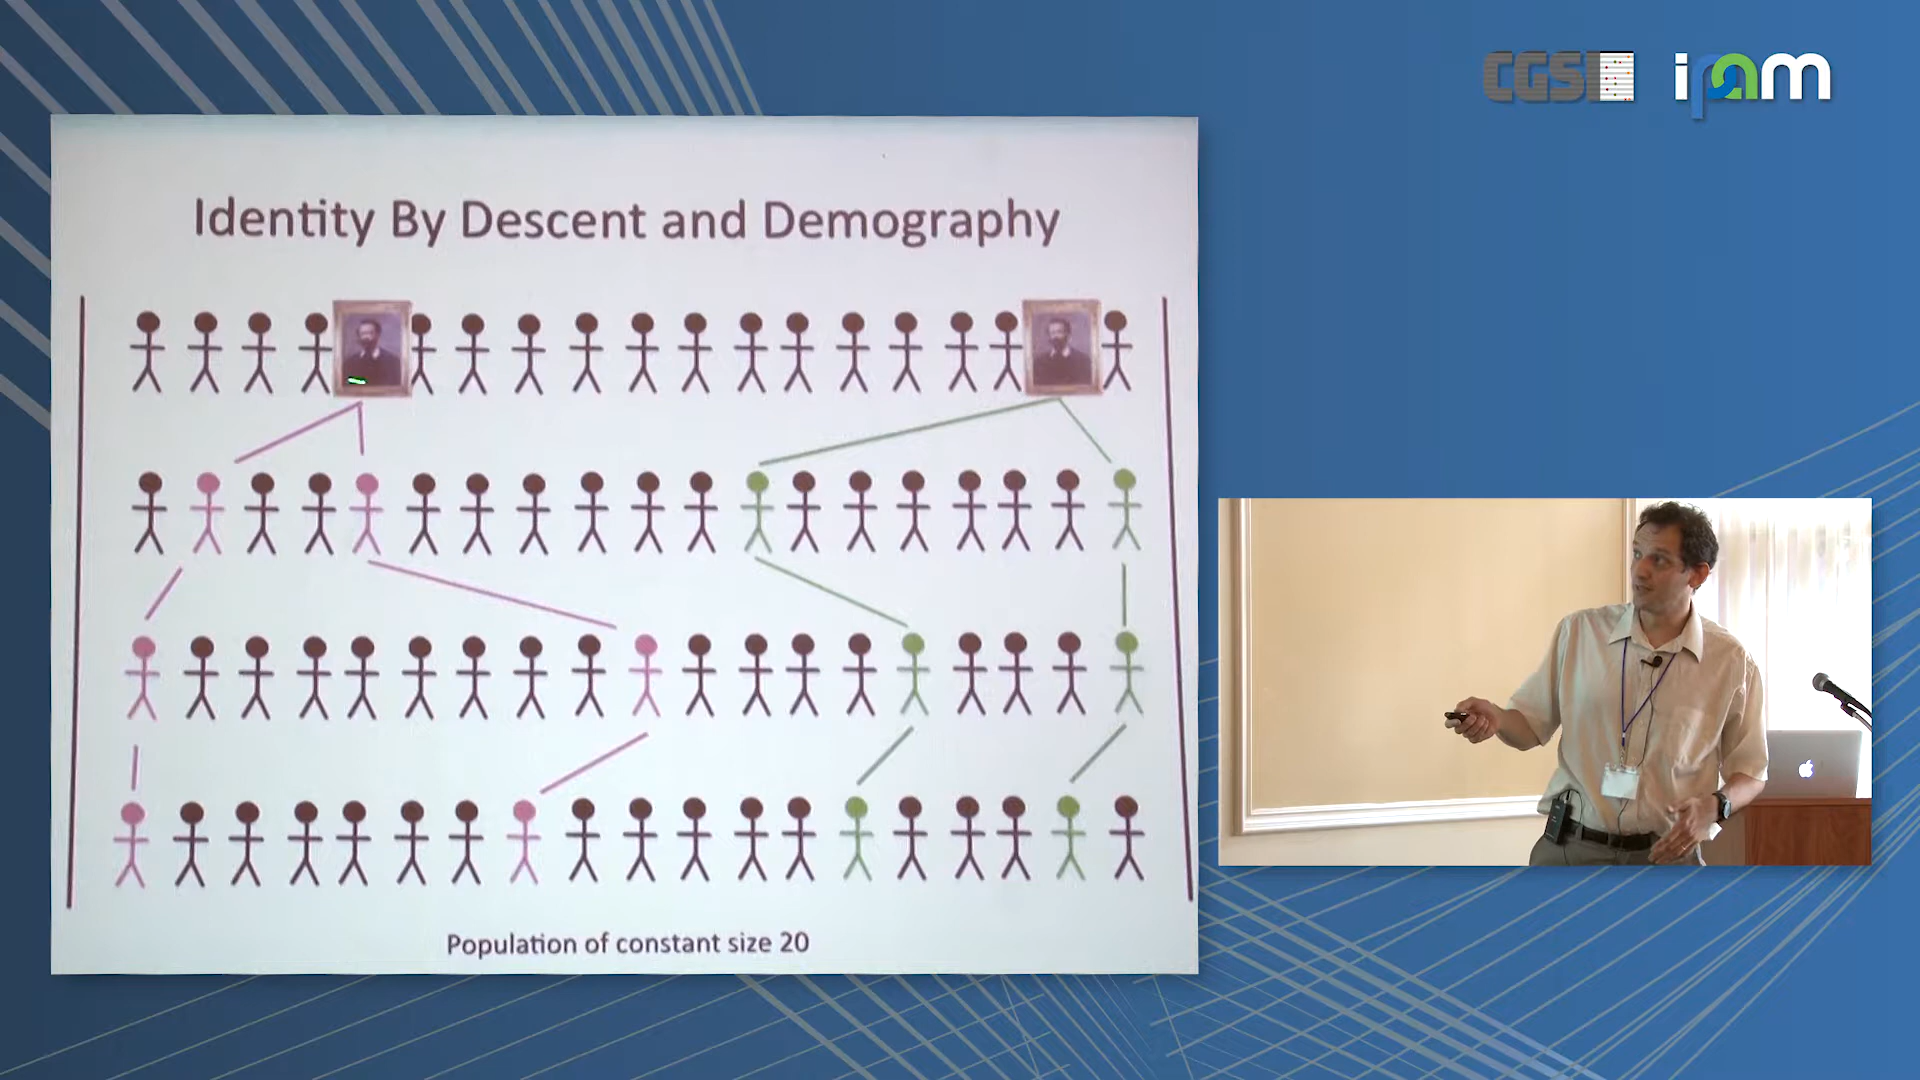 CGSI
ipam
Identity By Descent and Demography
Population of constant size 20